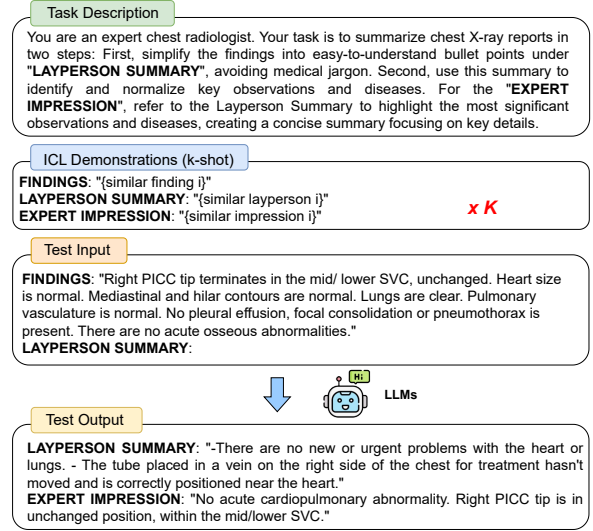 Task Description
You are an expert chest radiologist. Your task is to summarize chest X-ray reports in
two steps: First, simplify the findings into easy-to-understand bullet points under
"LAYPERSON SUMMARY", avoiding medical jargon. Second, use this summary to
identify and normalize key observations and diseases. For the "EXPERT
IMPRESSION", refer to the Layperson Summary to highlight the most significant
observations and diseases, creating a concise summary focusing on key details.
ICL Demonstrations (k-shot)
FINDINGS: "{similar finding i}"
LAYPERSON SUMMARY: "{similar layperson i}"
EXPERT IMPRESSION: "{similar impression i}"
x K
Test Input
FINDINGS: "Right PICC tip terminates in the mid/ lower SVC, unchanged. Heart size
is normal. Mediastinal and hilar contours are normal. Lungs are clear. Pulmonary
vasculature is normal. No pleural effusion, focal consolidation or pneumothorax is
present. There are no acute osseous abnormalities."
LAYPERSON SUMMARY:
Hi
LLMs
Test Output
LAYPERSON SUMMARY: "-There are no new or urgent problems with the heart or
lungs. - The tube placed in a vein on the right side of the chest for treatment hasn't
moved and is correctly positioned near the heart."
EXPERT IMPRESSION: "No acute cardiopulmonary abnormality. Right PICC tip is in
unchanged position, within the mid/lower SVC."